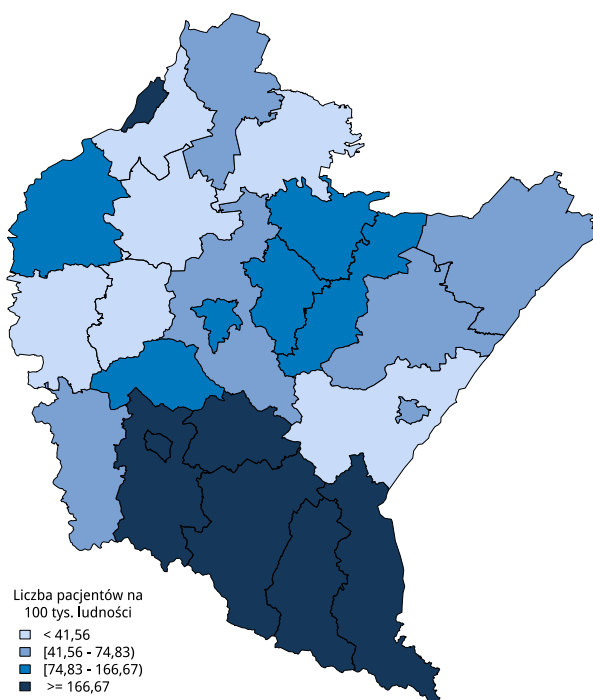 Liczba pacjentów na
100 tys. ludności
< 41,56
[41,56 - 74,83)
[74,83 - 166,67)
>= 166,67